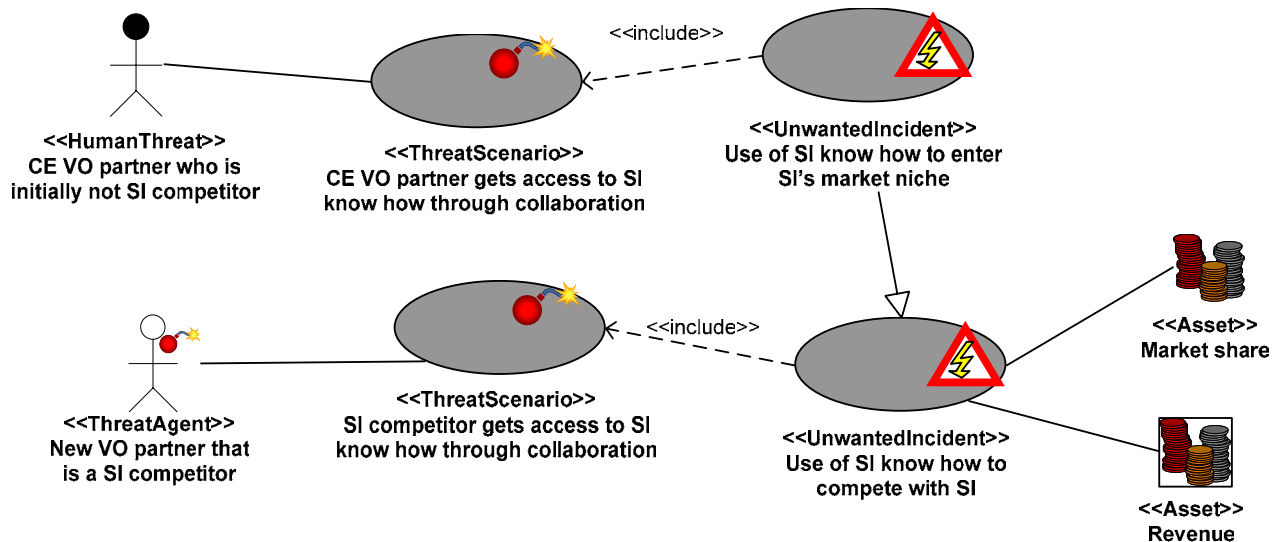 <<include>>
<<HumanThreat>>
CE VO partner who is
initially not SI competitor
<<ThreatScenario>>
CE VO partner gets access to SI
know how through collaboration
<<UnwantedIncident>>
Use of SI know how to enter
SI's market niche
<<include>>
<<Asset>>
Market share
<<ThreatAgent>>
New VO partner that
is a SI competitor
<<ThreatScenario>>
SI competitor gets access to SI
know how through collaboration
<<UnwantedIncident>>
Use of SI know how to
compete with SI
<<Asset>>
Revenue